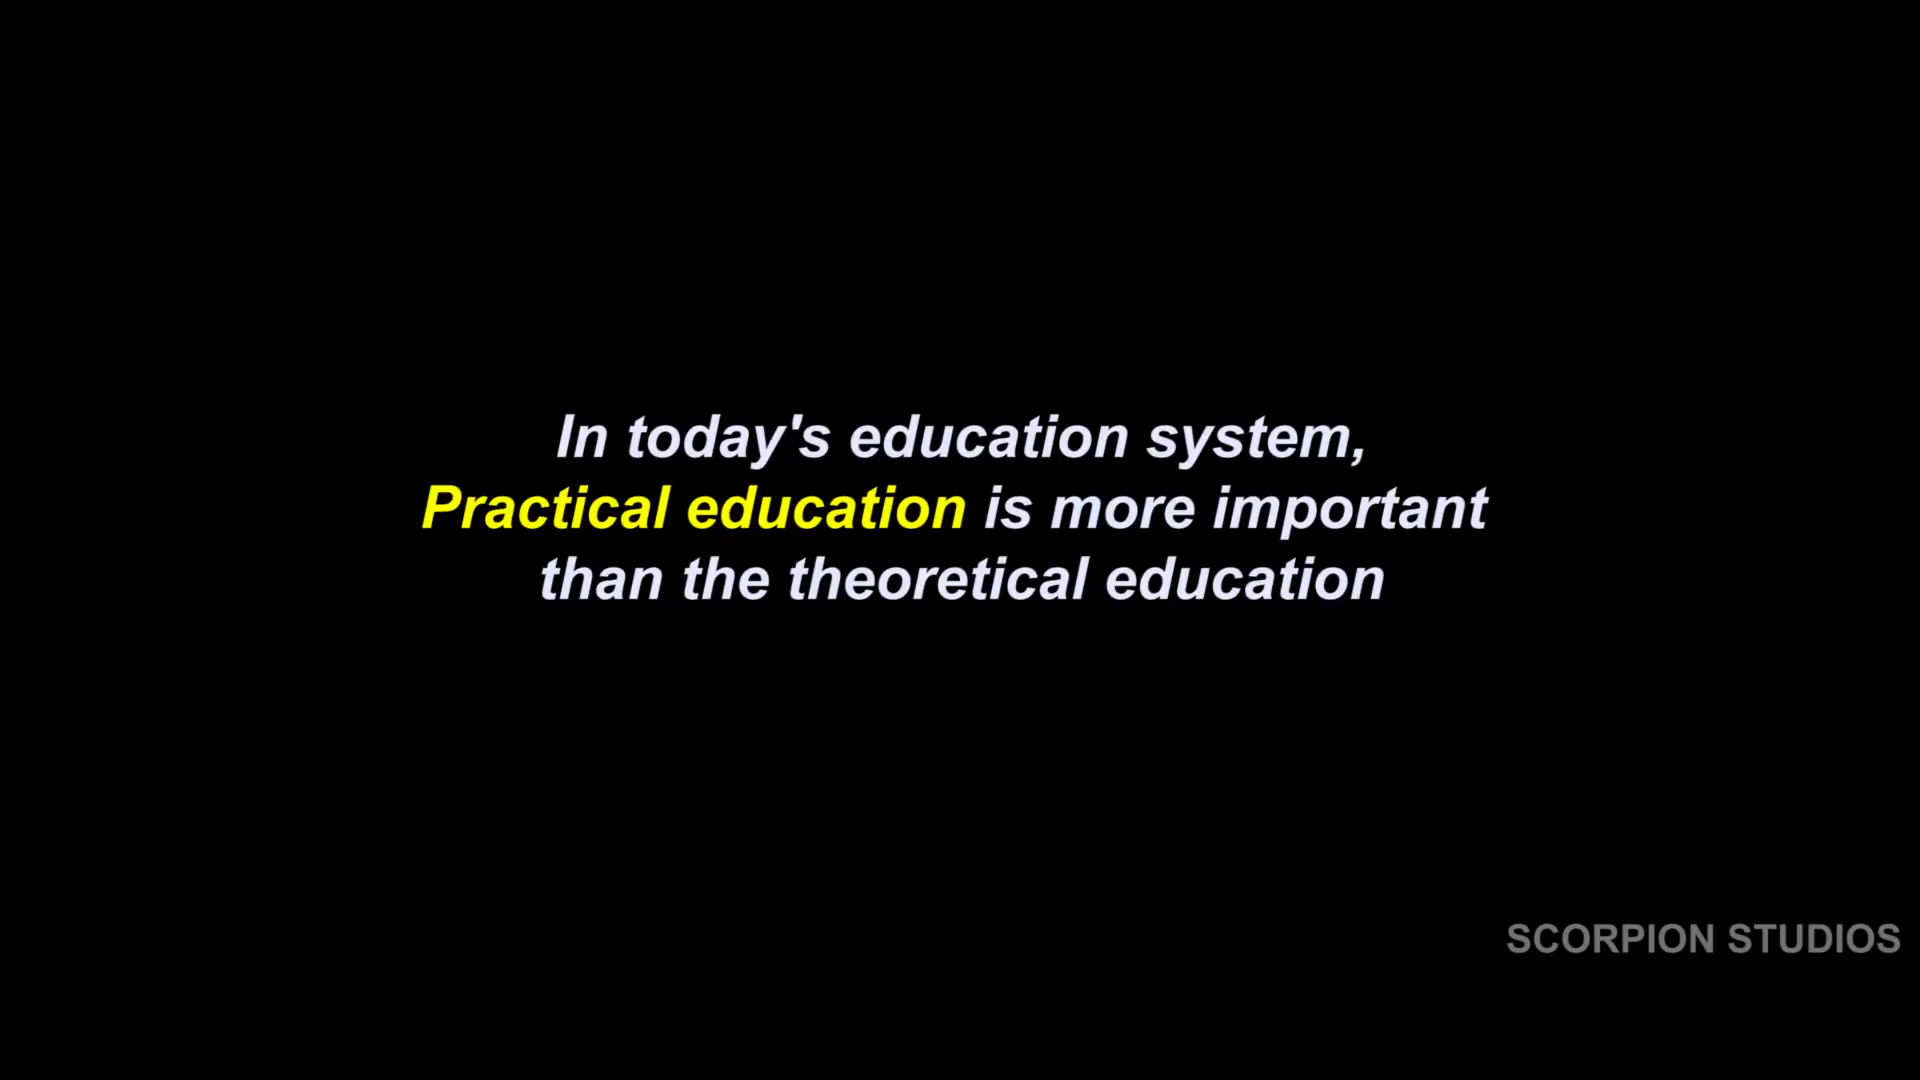 In today's education system,
Practical education is more important
than the theoretical education
SCORPION STUDIOS